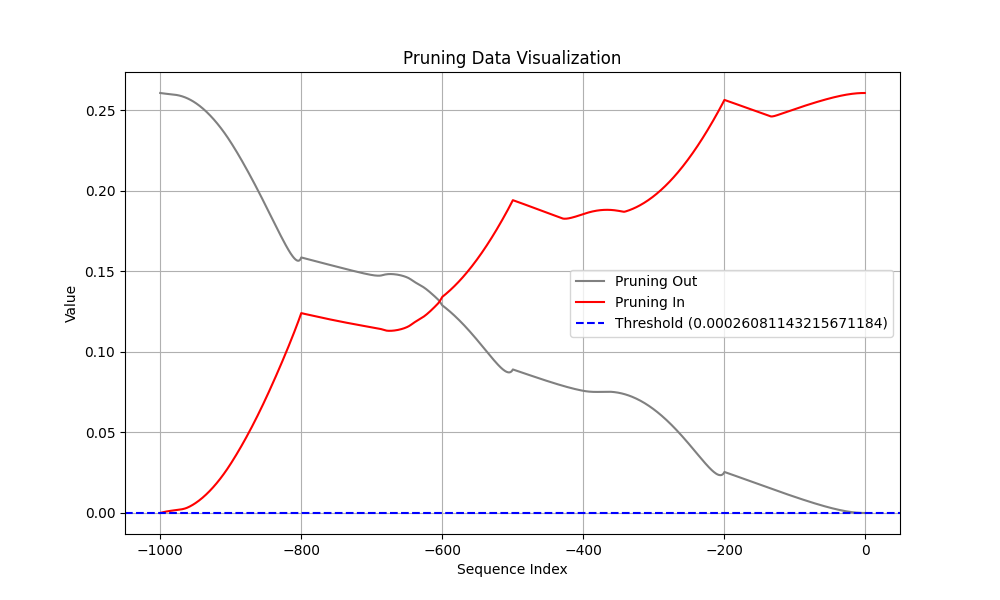 Pruning Data Visualization
0.25
0.20
0.15
0.10
0.05
0.00
Value
Pruning Out
Pruning In
Threshold (0.00026081143215671184)
−1000
−800
−600
−400
−200
0
Sequence Index